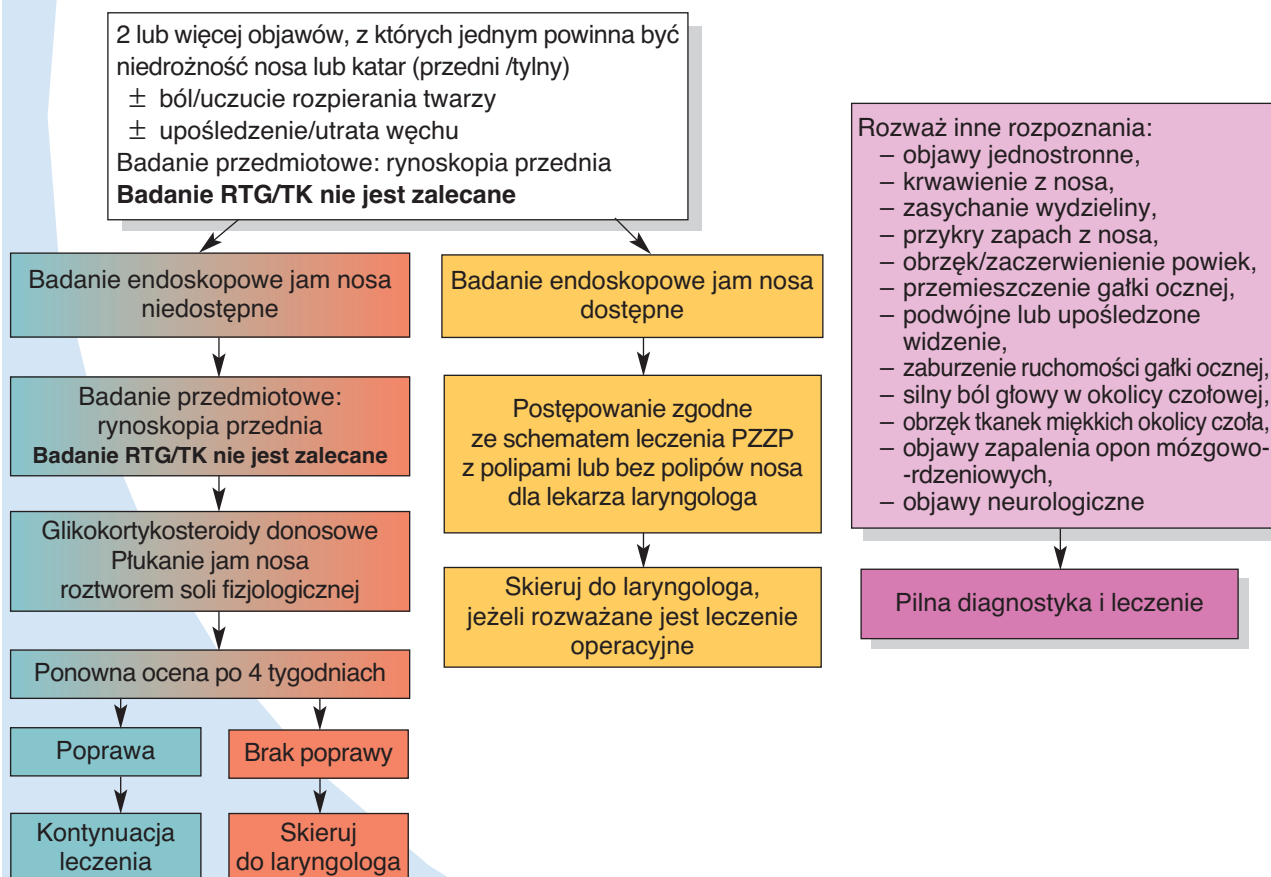 2 lub więcej objawów, z których jednym powinna być
niedrożność nosa lub katar (przedni /tylny)
± ból/uczucie rozpierania twarzy
± upośledzenie/utrata węchu
Badanie przedmiotowe: rynoskopia przednia
Badanie RTG/TK nie jest zalecane
Badanie endoskopowe jam nosa
niedostępne
Badanie przedmiotowe:
rynoskopia przednia
Badanie RTG/TK nie jest zalecane
Glikokortykosteroidy donosowe
Płukanie jam nosa
roztworem soli fizjologicznej
Ponowna ocena po 4 tygodniach
Poprawa
Kontynuacja
leczenia
Brak poprawy
Skieruj
do laryngologa
Badanie endoskopowe jam nosa
dostępne
Postępowanie zgodne
ze schematem leczenia PZZP
z polipami lub bez polipów nosa
dla lekarza laryngologa
Skieruj do laryngologa,
jeżeli rozważane jest leczenie
operacyjne
Rozważ inne rozpoznania:
– objawy jednostronne,
– krwawienie z nosa,
– zasychanie wydzieliny,
– przykry zapach z nosa,
– obrzęk/zaczerwienienie powiek,
– przemieszczenie gałki ocznej,
– podwójne lub upośledzone
widzenie,
– zaburzenie ruchomości gałki ocznej,
– silny ból głowy w okolicy czołowej,
– obrzęk tkanek miękkich okolicy czoła,
– objawy zapalenia opon mózgowo-
-rdzeniowych,
– objawy neurologiczne
Pilna diagnostyka i leczenie